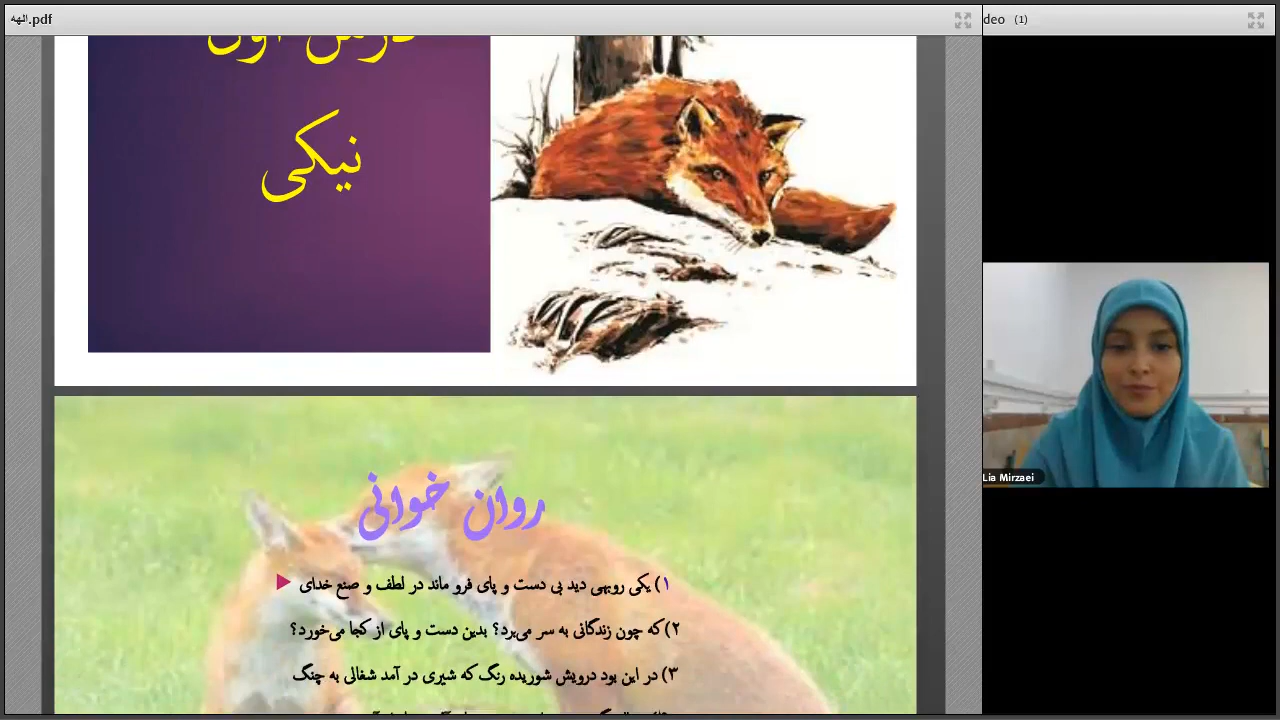 الهه.pdf
deo (1)
درس اول
نیکی
Lia Mirzaei
روان خوانی
۱) یکی روبهی دید بی دست و پای فرو ماند در لطف و صنع خدای
۲) که چون زندگانی به سر می‌برد؟ بدین دست و پای از کجا می‌خورد؟
۳) در این بود درویش شوریده رنگ که شیری در آمد شغالی به چنگ